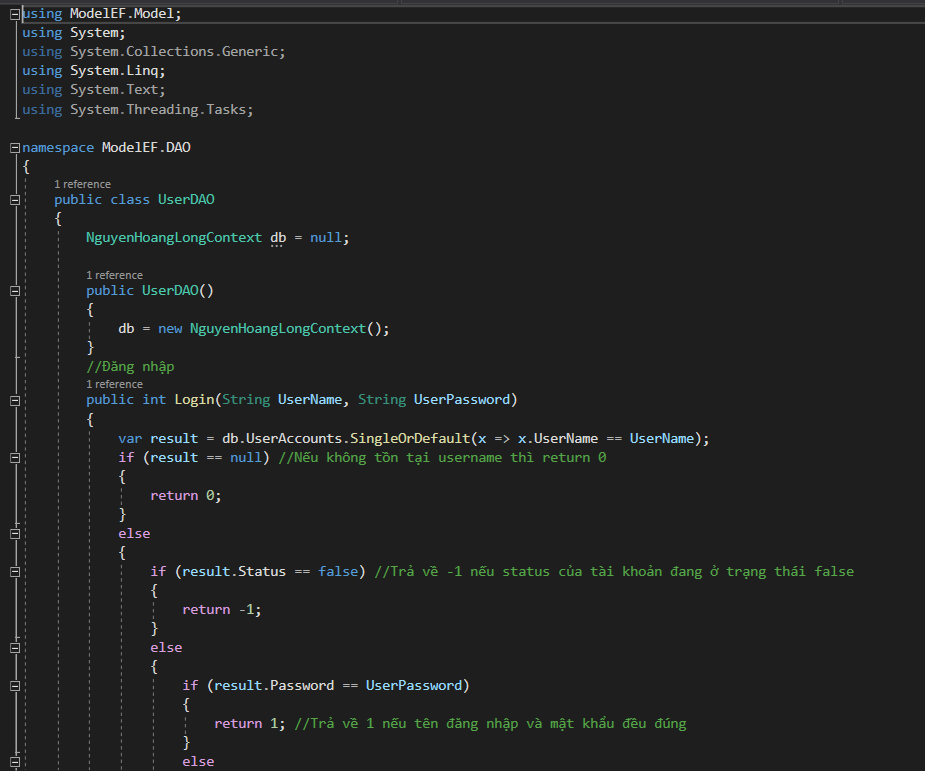 using ModelEF.Model;
using System;
using System.Collections.Generic;
using System.Linq;
using System.Text;
using System.Threading.Tasks;
namespace ModelEF.DAO
{
1 reference
public class UserDAO
{
NguyenHoangLongContext db = null;
1 reference
public UserDAO()
{
db = new NguyenHoangLongContext();
}
//Đăng nhập
1 reference
public int Login(String UserName, String UserPassword)
{
var result = db.UserAccounts.SingleOrDefault(x => x.UserName == UserName);
if (result == null) //Nếu không tồn tại username thì return 0
{
return 0;
}
else
{
if (result.Status == false) //Trả về -1 nếu status của tài khoản đang ở trạng thái false
{
return -1;
}
else
{
if (result.Password == UserPassword)
{
return 1; //Trả về 1 nếu tên đăng nhập và mật khẩu đều đúng
}
else